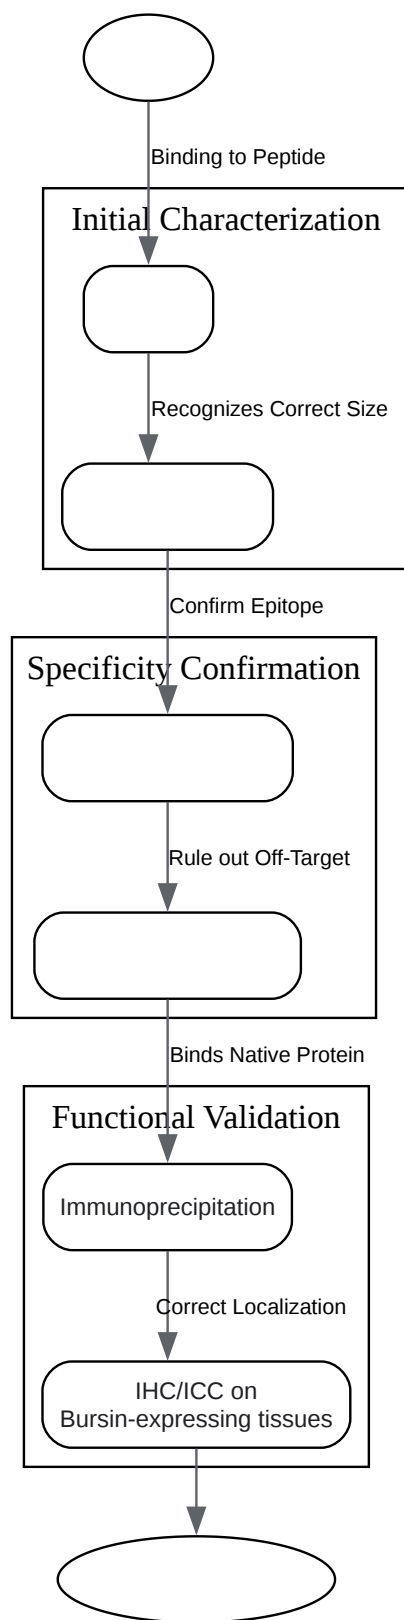 Binding to Peptide
Initial Characterization
Recognizes Correct Size
Confirm Epitope
Specificity Confirmation
Rule out Off-Target
Binds Native Protein
Functional Validation
Immunoprecipitation
Correct Localization
IHC/ICC on
Bursin-expressing tissues